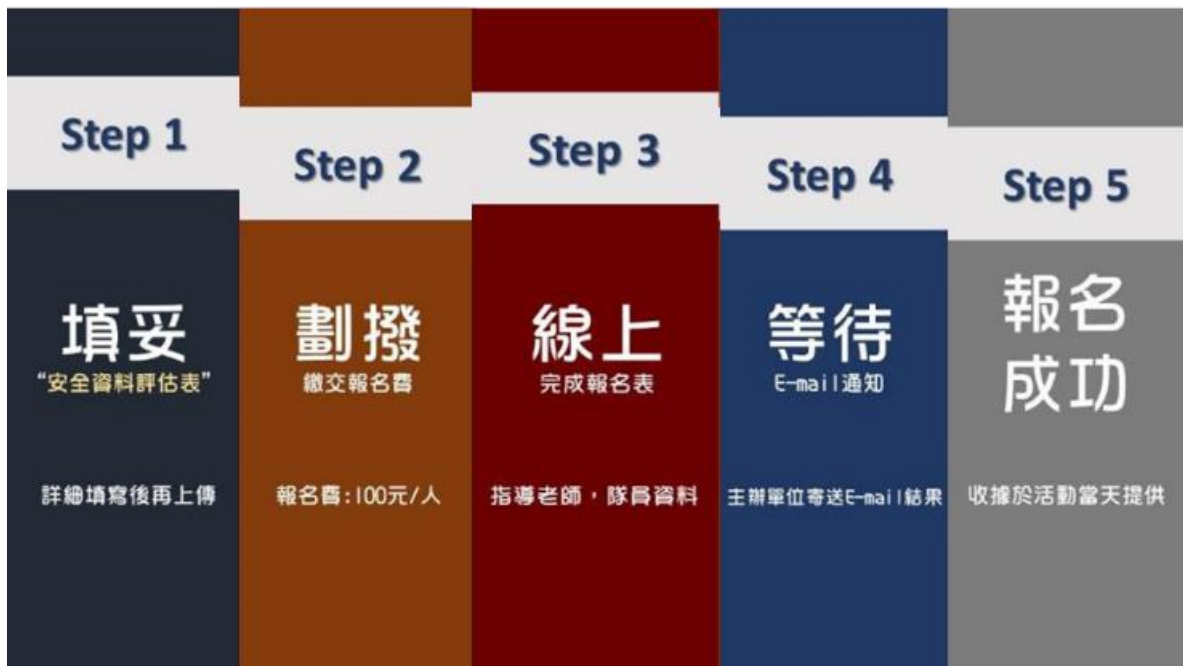 Step 1
填妥
“安全資料評估表”
詳細填寫後再上傳
Step 2
劃撥
繳交報名費
報名費:100元/人
Step 3
線上
完成報名表
指導老師，隊員資料
Step 4
等待
E-mail通知
主辦單位寄送E-mail結果
Step 5
報名
成功
收據於活動當天提供